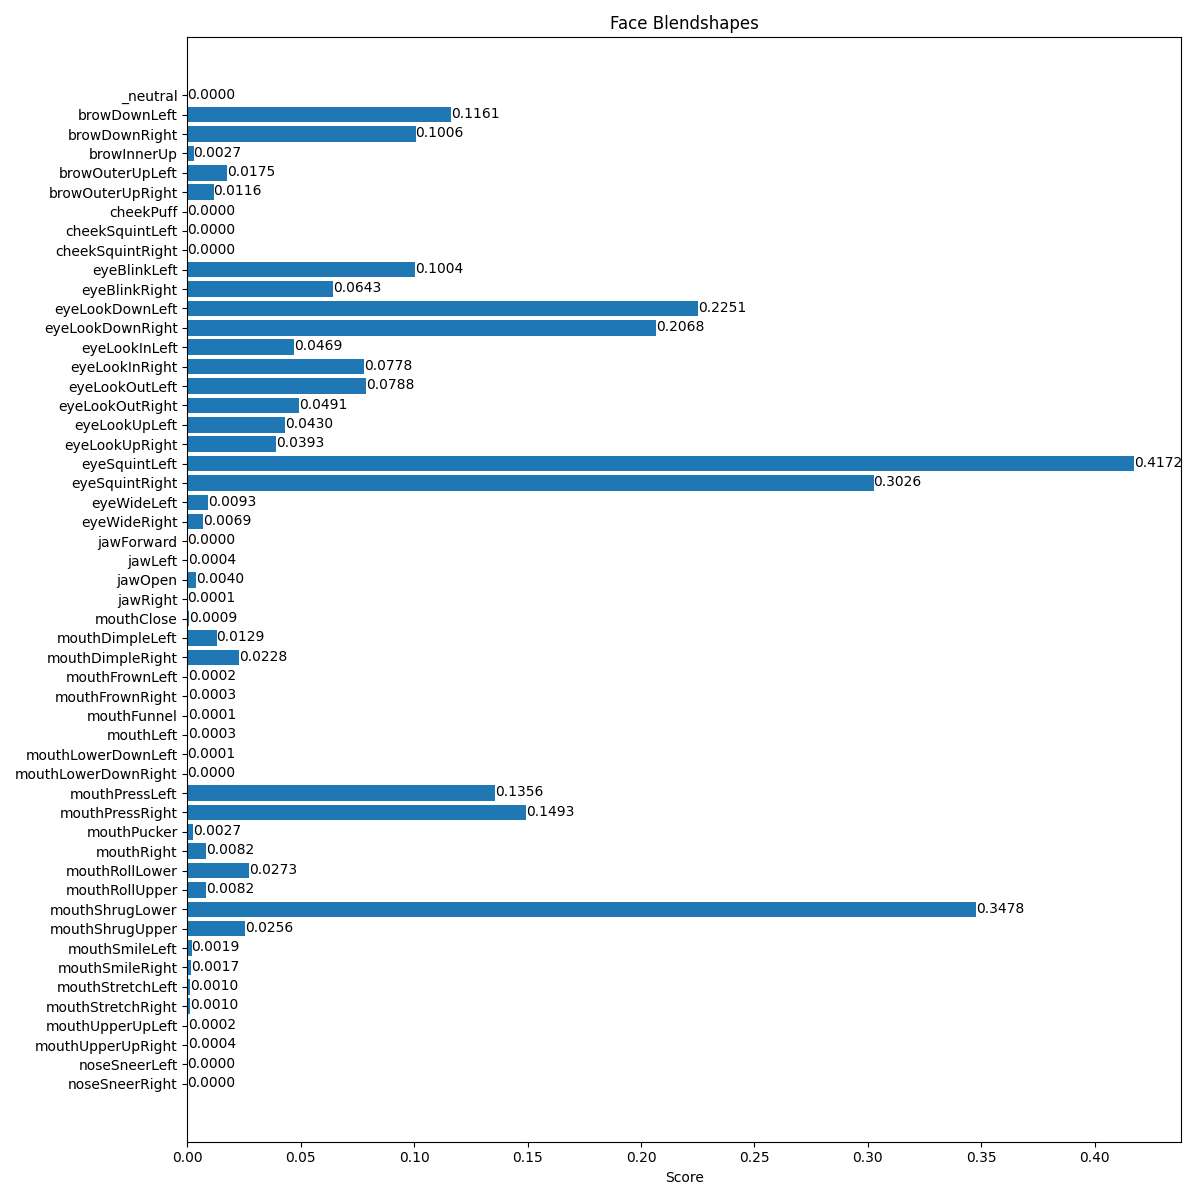 Face Blendshapes
_neutral 0.0000
browDownLeft 0.1161
browDownRight 0.1006
browInnerUp 0.0027
browOuterUpLeft 0.0175
browOuterUpRight 0.0116
cheekPuff 0.0000
cheekSquintLeft 0.0000
cheekSquintRight 0.0000
eyeBlinkLeft 0.1004
eyeBlinkRight 0.0643
eyeLookDownLeft 0.2251
eyeLookDownRight 0.2068
eyeLookInLeft 0.0469
eyeLookInRight 0.0778
eyeLookOutLeft 0.0788
eyeLookOutRight 0.0491
eyeLookUpLeft 0.0430
eyeLookUpRight 0.0393
eyeSquintLeft 0.4172
eyeSquintRight 0.3026
eyeWideLeft 0.0093
eyeWideRight 0.0069
jawForward 0.0000
jawLeft 0.0004
jawOpen 0.0040
jawRight 0.0001
mouthClose 0.0009
mouthDimpleLeft 0.0129
mouthDimpleRight 0.0228
mouthFrownLeft 0.0002
mouthFrownRight 0.0003
mouthFunnel 0.0001
mouthLeft 0.0003
mouthLowerDownLeft 0.0001
mouthLowerDownRight 0.0000
mouthPressLeft 0.1356
mouthPressRight 0.1493
mouthPucker 0.0027
mouthRight 0.0082
mouthRollLower 0.0273
mouthRollUpper 0.0082
mouthShrugLower 0.3478
mouthShrugUpper 0.0256
mouthSmileLeft 0.0019
mouthSmileRight 0.0017
mouthStretchLeft 0.0010
mouthStretchRight 0.0010
mouthUpperUpLeft 0.0002
mouthUpperUpRight 0.0004
noseSneerLeft 0.0000
noseSneerRight 0.0000
0.00 0.05 0.10 0.15 0.20 0.25 0.30 0.35 0.40
Score